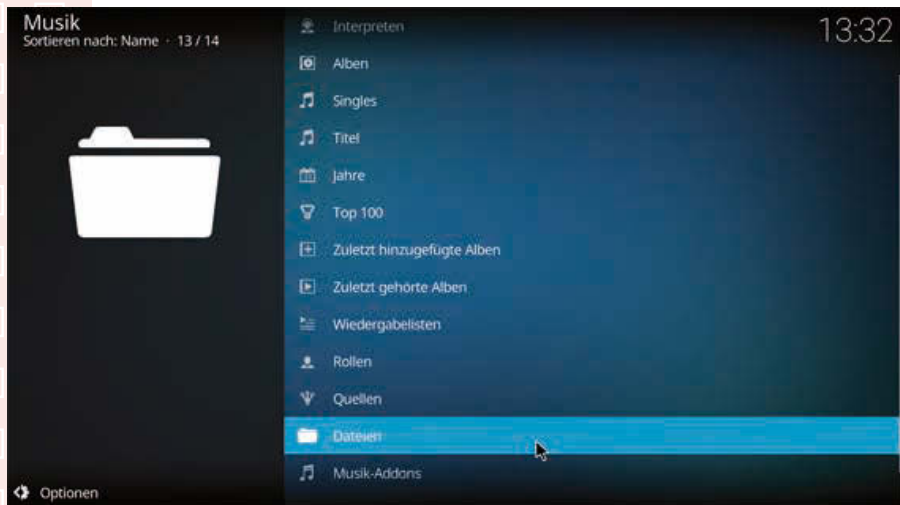 Musik
Sortieren nach: Name · 13 / 14
13:32
Interpreten
Alben
Singles
Titel
Jahre
Top 100
Zuletzt hinzugefügte Alben
Zuletzt gehörte Alben
Wiedergabelisten
Rollen
Quellen
Dateien
Musik-Addons
Optionen